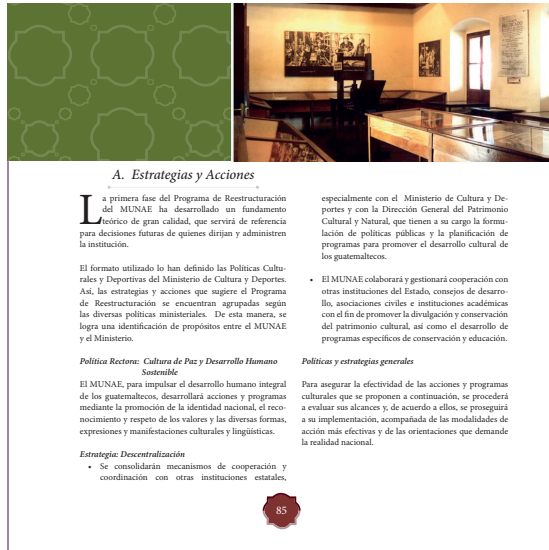 A. Estrategias y Acciones
La primera fase del Programa de Reestructuración
del MUNAE ha desarrollado un fundamento
teórico de gran calidad, que servirá de referencia
para decisiones futuras de quienes dirijan y administren
la institución.
El formato utilizado lo han definido las Políticas Cultu-
rales y Deportivas del Ministerio de Cultura y Deportes.
Así, las estrategias y acciones que sugiere el Programa
de Reestructuración se encuentran agrupadas según
las diversas políticas ministeriales. De esta manera, se
logra una identificación de propósitos entre el MUNAE
y el Ministerio.
Política Rectora: Cultura de Paz y Desarrollo Humano
Sostenible
El MUNAE, para impulsar el desarrollo humano integral
de los guatemaltecos, desarrollará acciones y programas
mediante la promoción de la identidad nacional, el reco-
nocimiento y respeto de los valores y las diversas formas,
expresiones y manifestaciones culturales y lingüísticas.
Estrategia: Descentralización
• Se consolidarán mecanismos de cooperación y
coordinación con otras instituciones estatales,
especialmente con el Ministerio de Cultura y De-
portes y con la Dirección General del Patrimonio
Cultural y Natural, que tienen a su cargo la formu-
lación de políticas públicas y la planificación de
programas para promover el desarrollo cultural de
los guatemaltecos.
• El MUNAE colaborará y gestionará cooperación con
otras instituciones del Estado, consejos de desarro-
llo, asociaciones civiles e instituciones académicas
con el fin de promover la divulgación y conservación
del patrimonio cultural, así como el desarrollo de
programas específicos de conservación y educación.
Políticas y estrategias generales
Para asegurar la efectividad de las acciones y programas
culturales que se proponen a continuación, se procederá
a evaluar sus alcances y, de acuerdo a ellos, se proseguirá
a su implementación, acompañada de las modalidades de
acción más efectivas y de las orientaciones que demande
la realidad nacional.
85